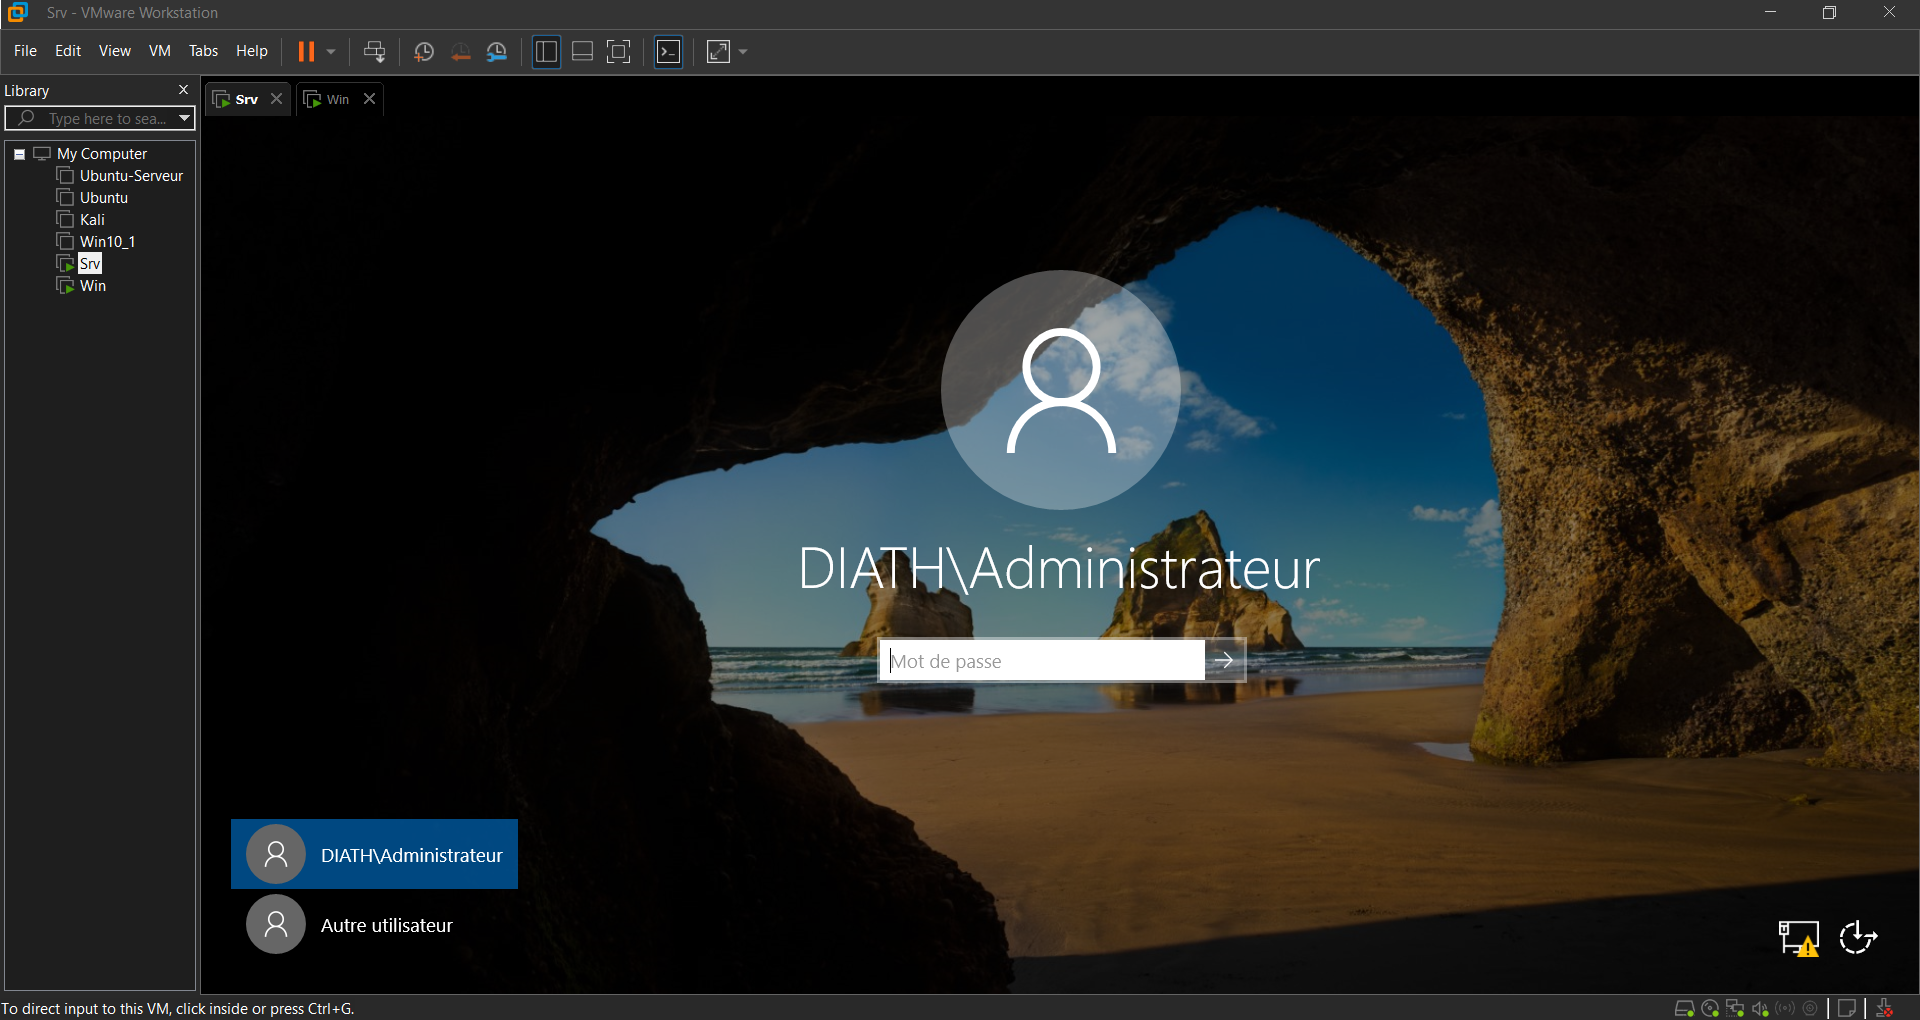 Srv - VMware Workstation
File Edit View VM Tabs Help
Library
Srv
Win
Type here to sea...
My Computer
Ubuntu-Serveur
Ubuntu
Kali
Win10_1
Srv
Win
DIATH\Administrateur
Mot de passe
DIATH\Administrateur
Autre utilisateur
To direct input to this VM, click inside or press Ctrl+G.